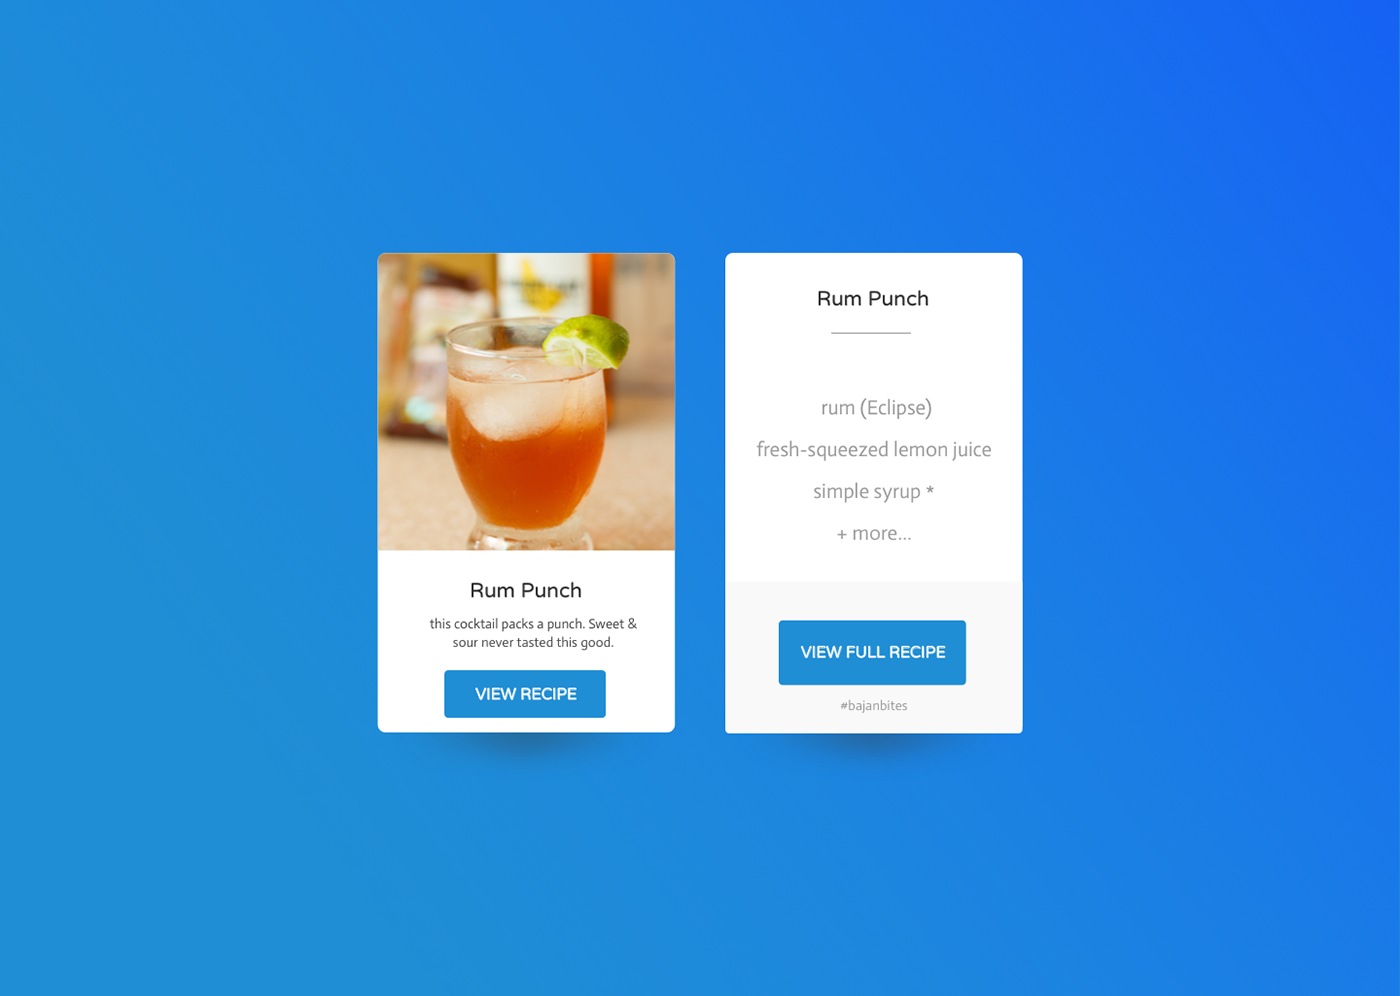 Rum Punch
this cocktail packs a punch. Sweet &
sour never tasted this good.
VIEW RECIPE
Rum Punch
rum (Eclipse)
fresh-squeezed lemon juice
simple syrup *
+ more...
VIEW FULL RECIPE
#bajanbites